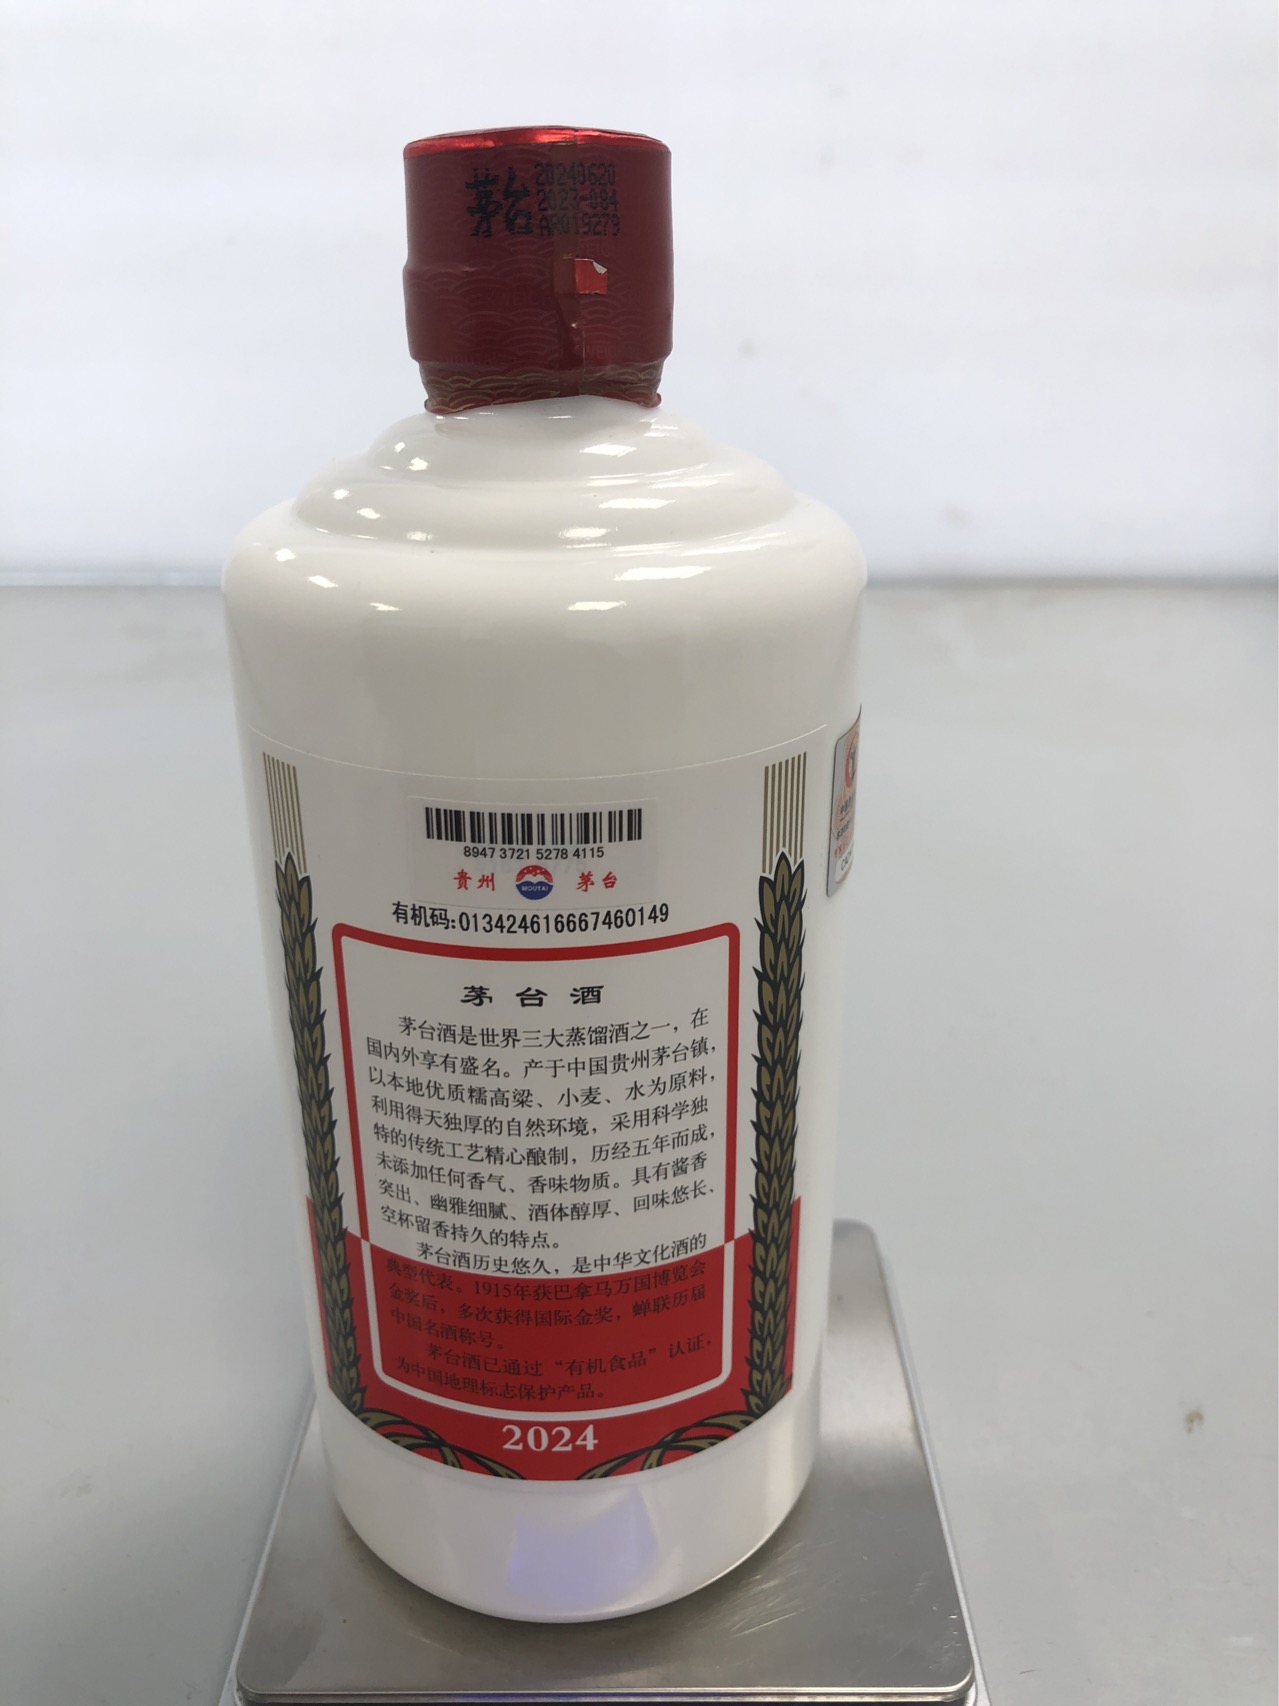 茅台
20240620
2023-084
AR019279
8947 3721 5278 4115
贵州 MOUTAI 茅台
有机码:013424616667460149
茅台酒
茅台酒是世界三大蒸馏酒之一，在
国内外享有盛名。产于中国贵州茅台镇，
以本地优质糯高粱、小麦、水为原料，
利用得天独厚的自然环境，采用科学独
特的传统工艺精心酿制，历经五年而成，
未添加任何香气、香味物质。具有酱香
突出、幽雅细腻、酒体醇厚、回味悠长、
空杯留香持久的特点。
茅台酒历史悠久，是中华文化酒的
典型代表。1915年获巴拿马万国博览会
金奖后，多次获得国际金奖，蝉联历届
中国名酒称号。
茅台酒已通过“有机食品”认证，
为中国地理标志保护产品。
2024